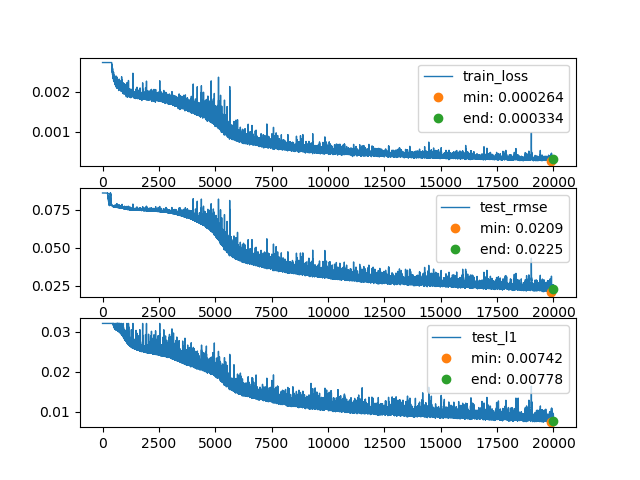 train_loss
min: 0.000264
end: 0.000334
0.002
0.001
0 2500 5000 7500 10000 12500 15000 17500 20000
test_rmse
min: 0.0209
end: 0.0225
0.075
0.050
0.025
0 2500 5000 7500 10000 12500 15000 17500 20000
test_l1
min: 0.00742
end: 0.00778
0.03
0.02
0.01
0 2500 5000 7500 10000 12500 15000 17500 20000